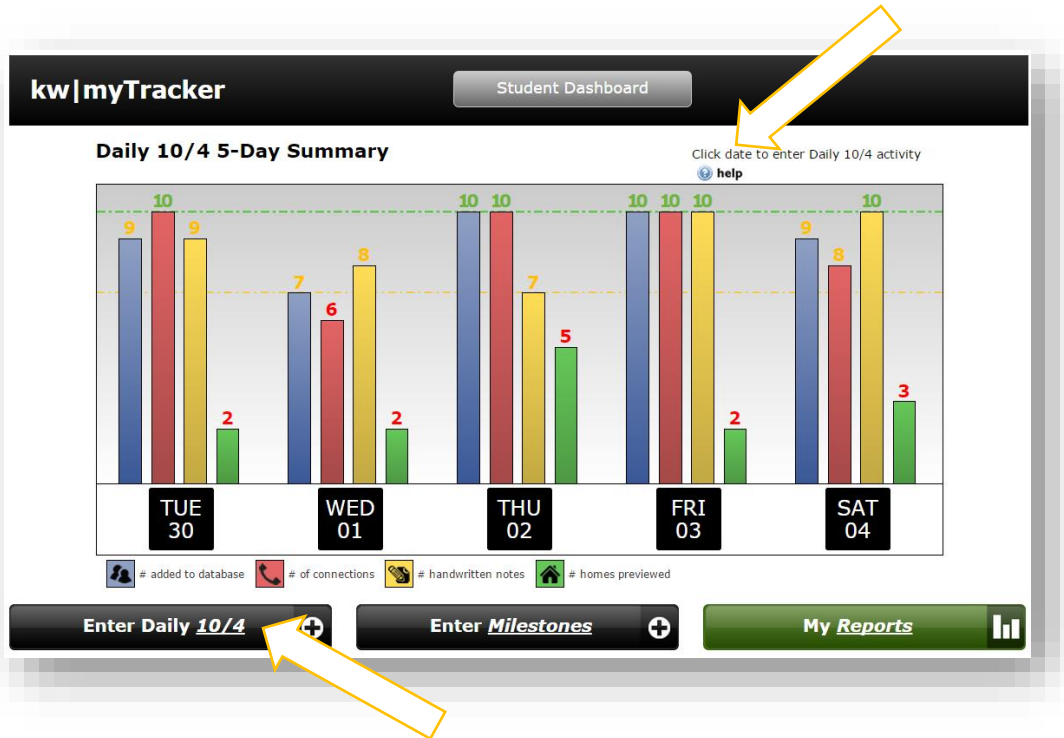 kw|myTracker
Student Dashboard
Daily 10/4 5-Day Summary
Click date to enter Daily 10/4 activity
help
9 10 9 2
7 6 8 2
10 10 7 5
10 10 10 2
9 8 10 3
TUE
30
WED
01
THU
02
FRI
03
SAT
04
# added to database
# of connections
# handwritten notes
# homes previewed
Enter Daily 10/4
Enter Milestones
My Reports